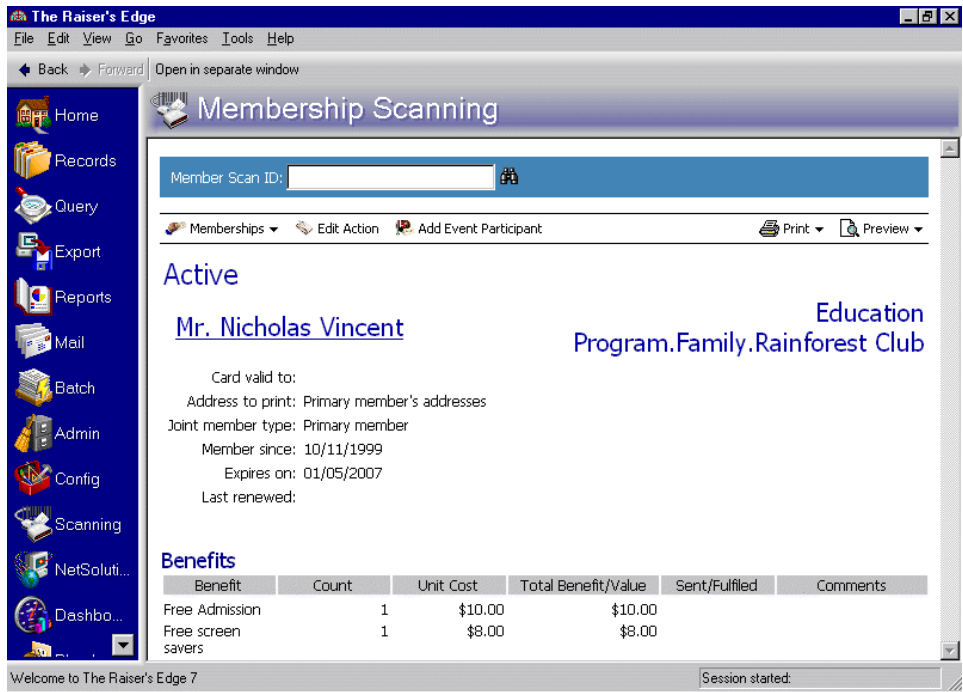 The Raiser's Edge
File Edit View Go Favorites Tools Help
Back Forward Open in separate window
Home
Records
Query
Export
Reports
Mail
Batch
Admin
Config
Scanning
NetSoluti...
Dashbo...
Membership Scanning
Member Scan ID:
Memberships Edit Action Add Event Participant Print Preview
Active
Mr. Nicholas Vincent
Education
Program.Family.Rainforest Club
Card valid to:
Address to print: Primary member's addresses
Joint member type: Primary member
Member since: 10/11/1999
Expires on: 01/05/2007
Last renewed:
Benefits
Benefit Count Unit Cost Total Benefit/Value Sent/Fulfiled Comments
Free Admission 1 $10.00 $10.00
Free screen 1 $8.00 $8.00
savers
Welcome to The Raiser's Edge 7 Session started: